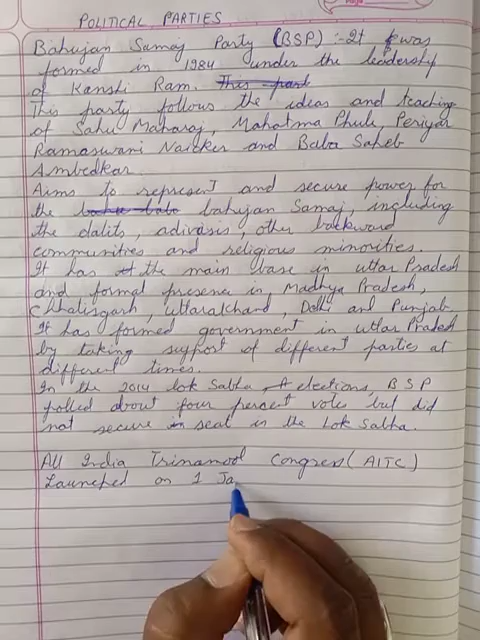 POLITICAL PARTIES
Bahujan Samaj Party (BSP) :- It was
formed in 1984 under the leadership
of Kanshi Ram. This part
This party follows the ideas and teaching
of Sahu Maharaj, Mahatma Phule, Periyar
Ramaswani Naicker and Baba Saheb
Ambedkar.
Aims to represent and secure power for
the bahujan Samaj, including
the dalits, adivasis, other backward
communities and religious minorities.
It has the main base in uttar Pradesh
and formal presence in, Madhya Pradesh,
Chhatisgarh, uttarakhand, Delhi and Punjab.
It has formed government in uttar Pradesh
by taking support of different parties at
different times.
In the 2014 lok Sabha elections, BSP
polled about four percent votes but did
not secure seat in the Lok Sabha.
All India Trinamool Congress (AITC)
Launched on 1 Ja